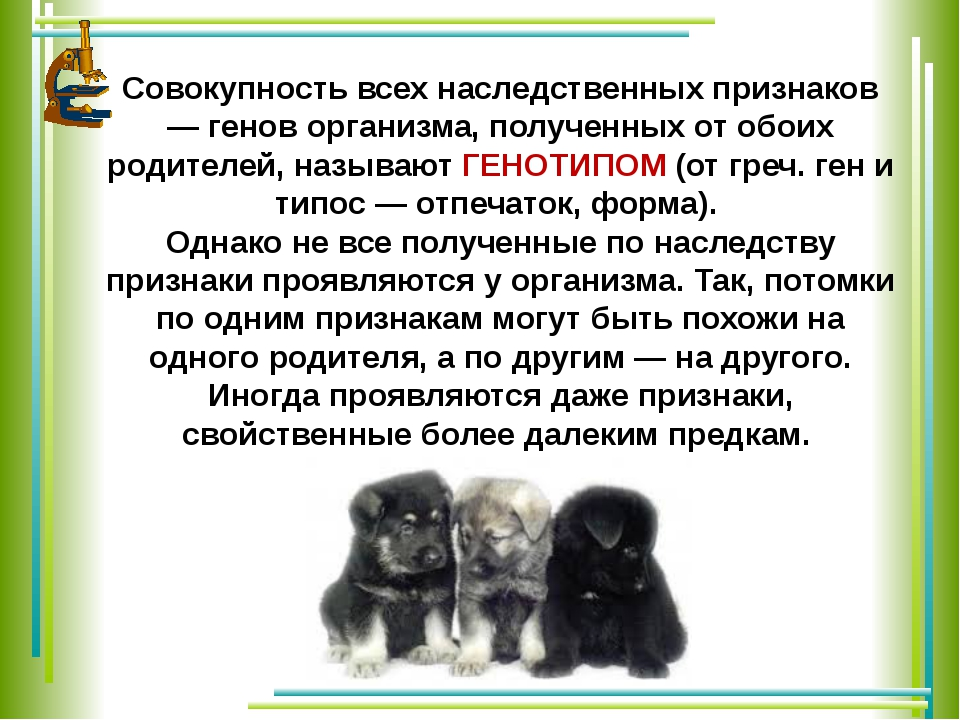 Совокупность всех наследственных признаков
— генов организма, полученных от обоих
родителей, называют ГЕНОТИПОМ (от греч. ген и
типос — отпечаток, форма).
Однако не все полученные по наследству
признаки проявляются у организма. Так, потомки
по одним признакам могут быть похожи на
одного родителя, а по другим — на другого.
Иногда проявляются даже признаки,
свойственные более далеким предкам.